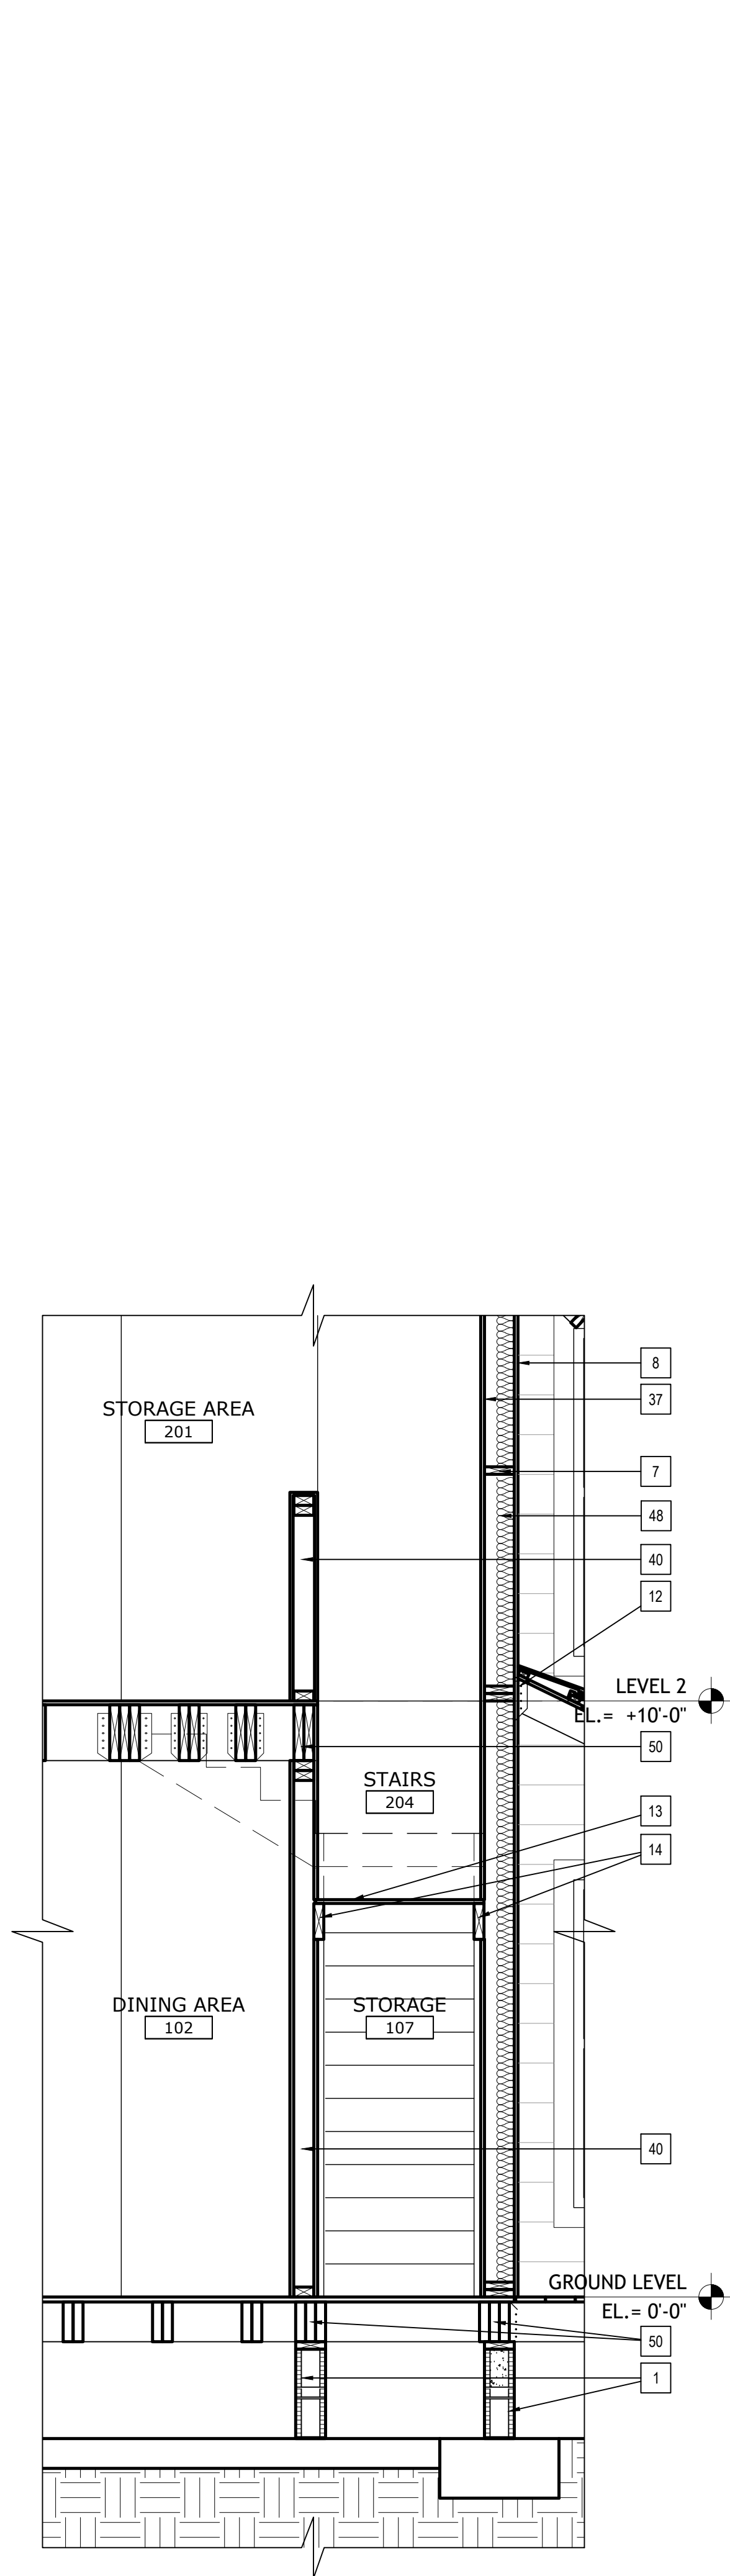 8
37
STORAGE AREA
201
7
48
40
12
LEVEL 2
EL.= +10'-0"
50
STAIRS
204
13
14
DINING AREA
102
STORAGE
107
40
GROUND LEVEL
EL.= 0'-0"
50
1